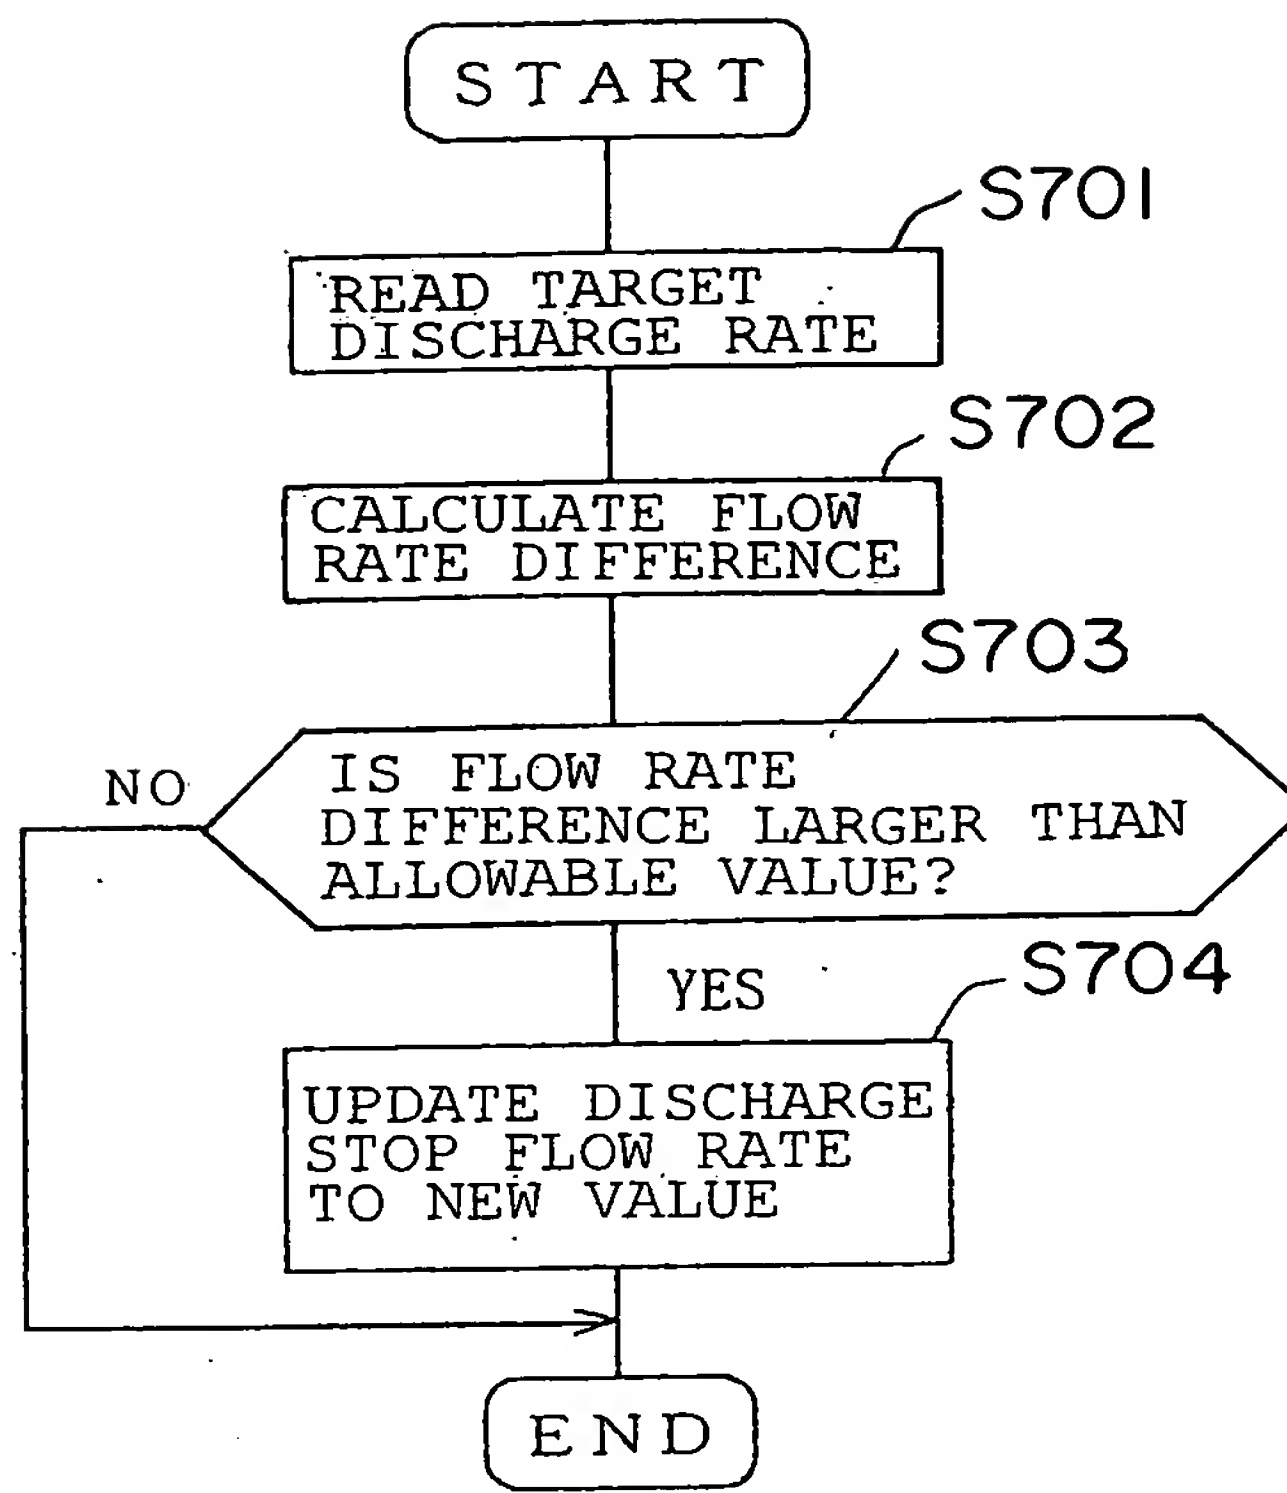 START
S701
READ TARGET
DISCHARGE RATE
S702
CALCULATE FLOW
RATE DIFFERENCE
S703
NO
IS FLOW RATE
DIFFERENCE LARGER THAN
ALLOWABLE VALUE?
YES
S704
UPDATE DISCHARGE
STOP FLOW RATE
TO NEW VALUE
END